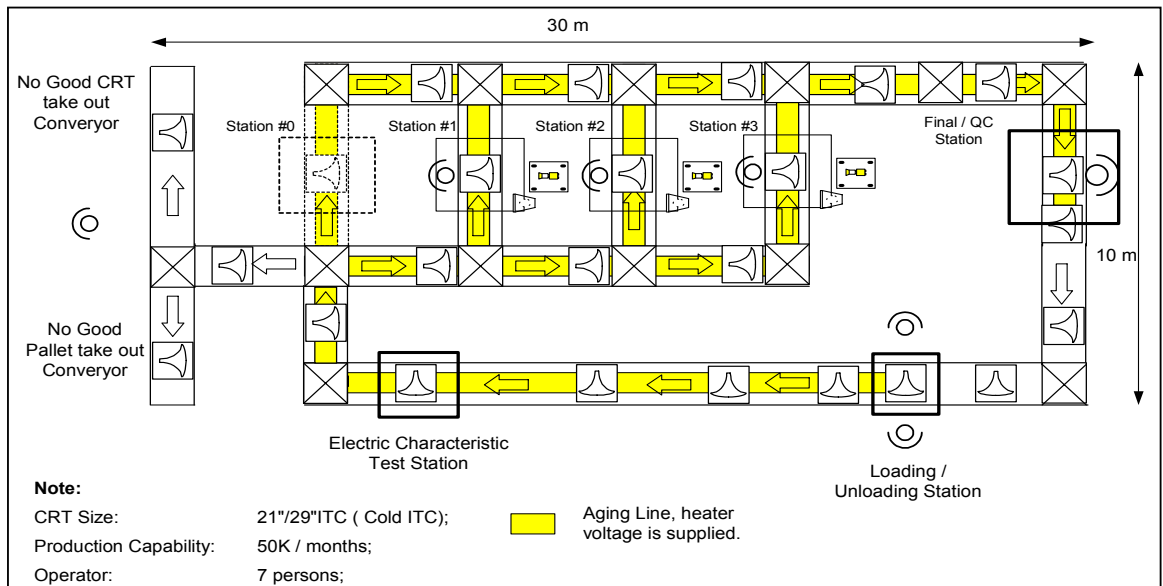 30 m
No Good CRT
take out
Converyor
Station #0
Station #1
Station #2
Station #3
Final / QC
Station
10 m
No Good
Pallet take out
Converyor
Electric Characteristic
Test Station
Loading /
Unloading Station
Note:
CRT Size: 21"/29"ITC ( Cold ITC);
Production Capability: 50K / months;
Operator: 7 persons;
Aging Line, heater
voltage is supplied.